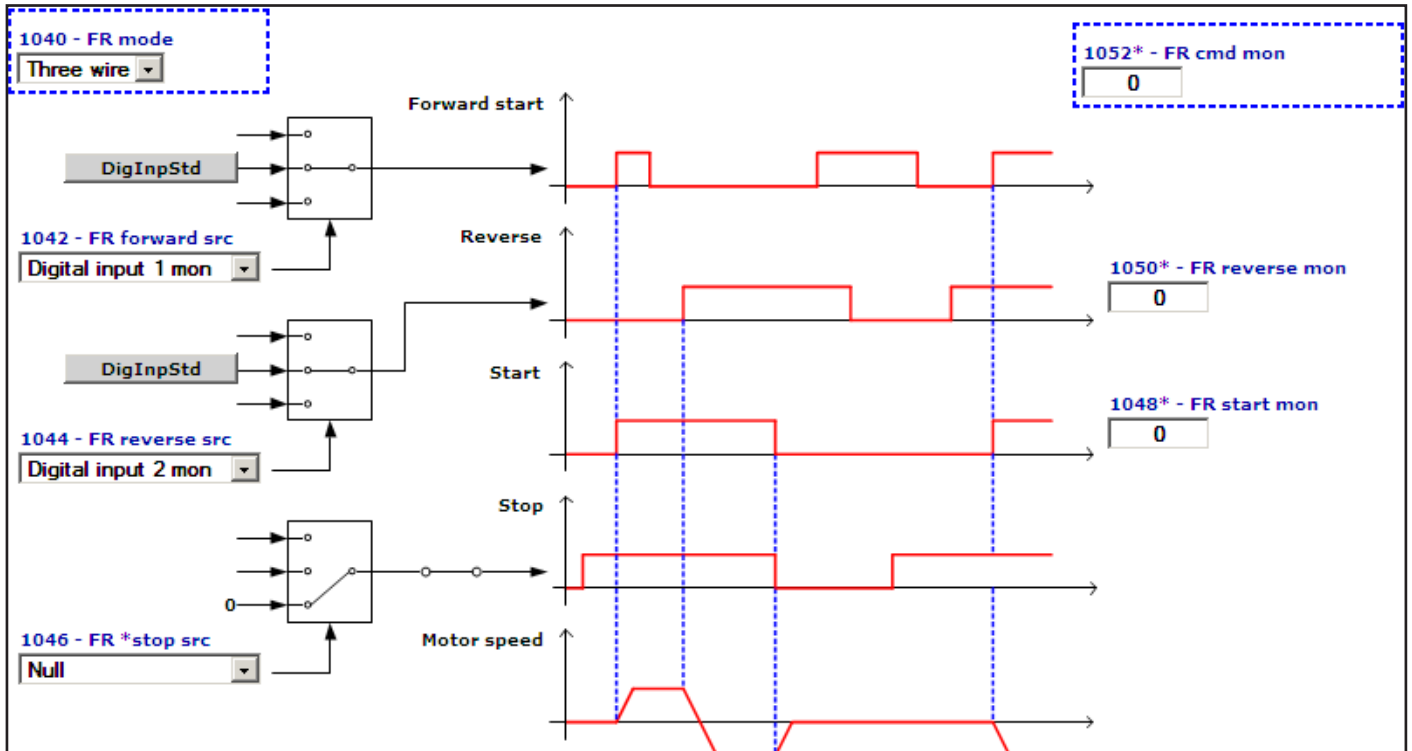 1040 - FR mode
Three wire
1052* - FR cmd mon
0
Forward start
DigInpStd
1042 - FR forward src
Digital input 1 mon
Reverse
1050* - FR reverse mon
0
DigInpStd
Start
1048* - FR start mon
0
1044 - FR reverse src
Digital input 2 mon
Stop
0
1046 - FR *stop src
Null
Motor speed